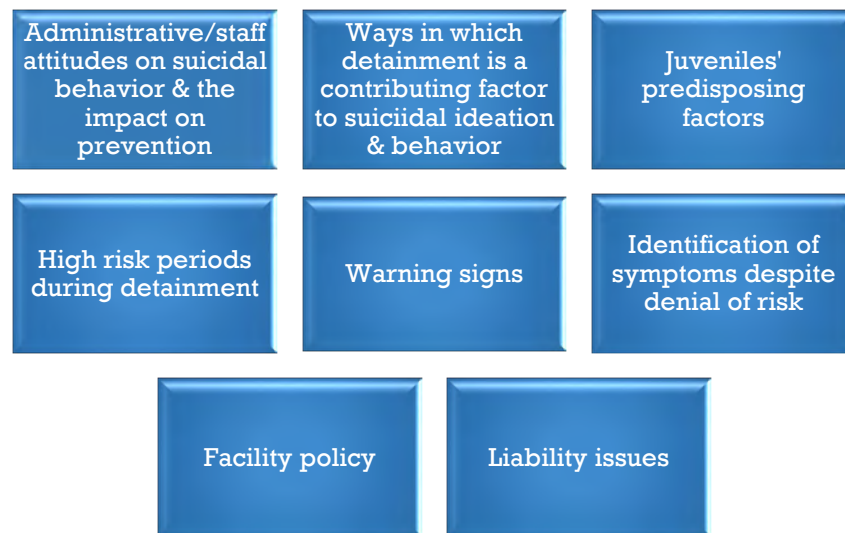 Administrative/staff
attitudes on suicidal
behavior & the
impact on
prevention
Ways in which
detainment is a
contributing factor
to suiciidal ideation
& behavior
Juveniles'
predisposing
factors
High risk periods
during detainment
Warning signs
Identification of
symptoms despite
denial of risk
Facility policy
Liability issues